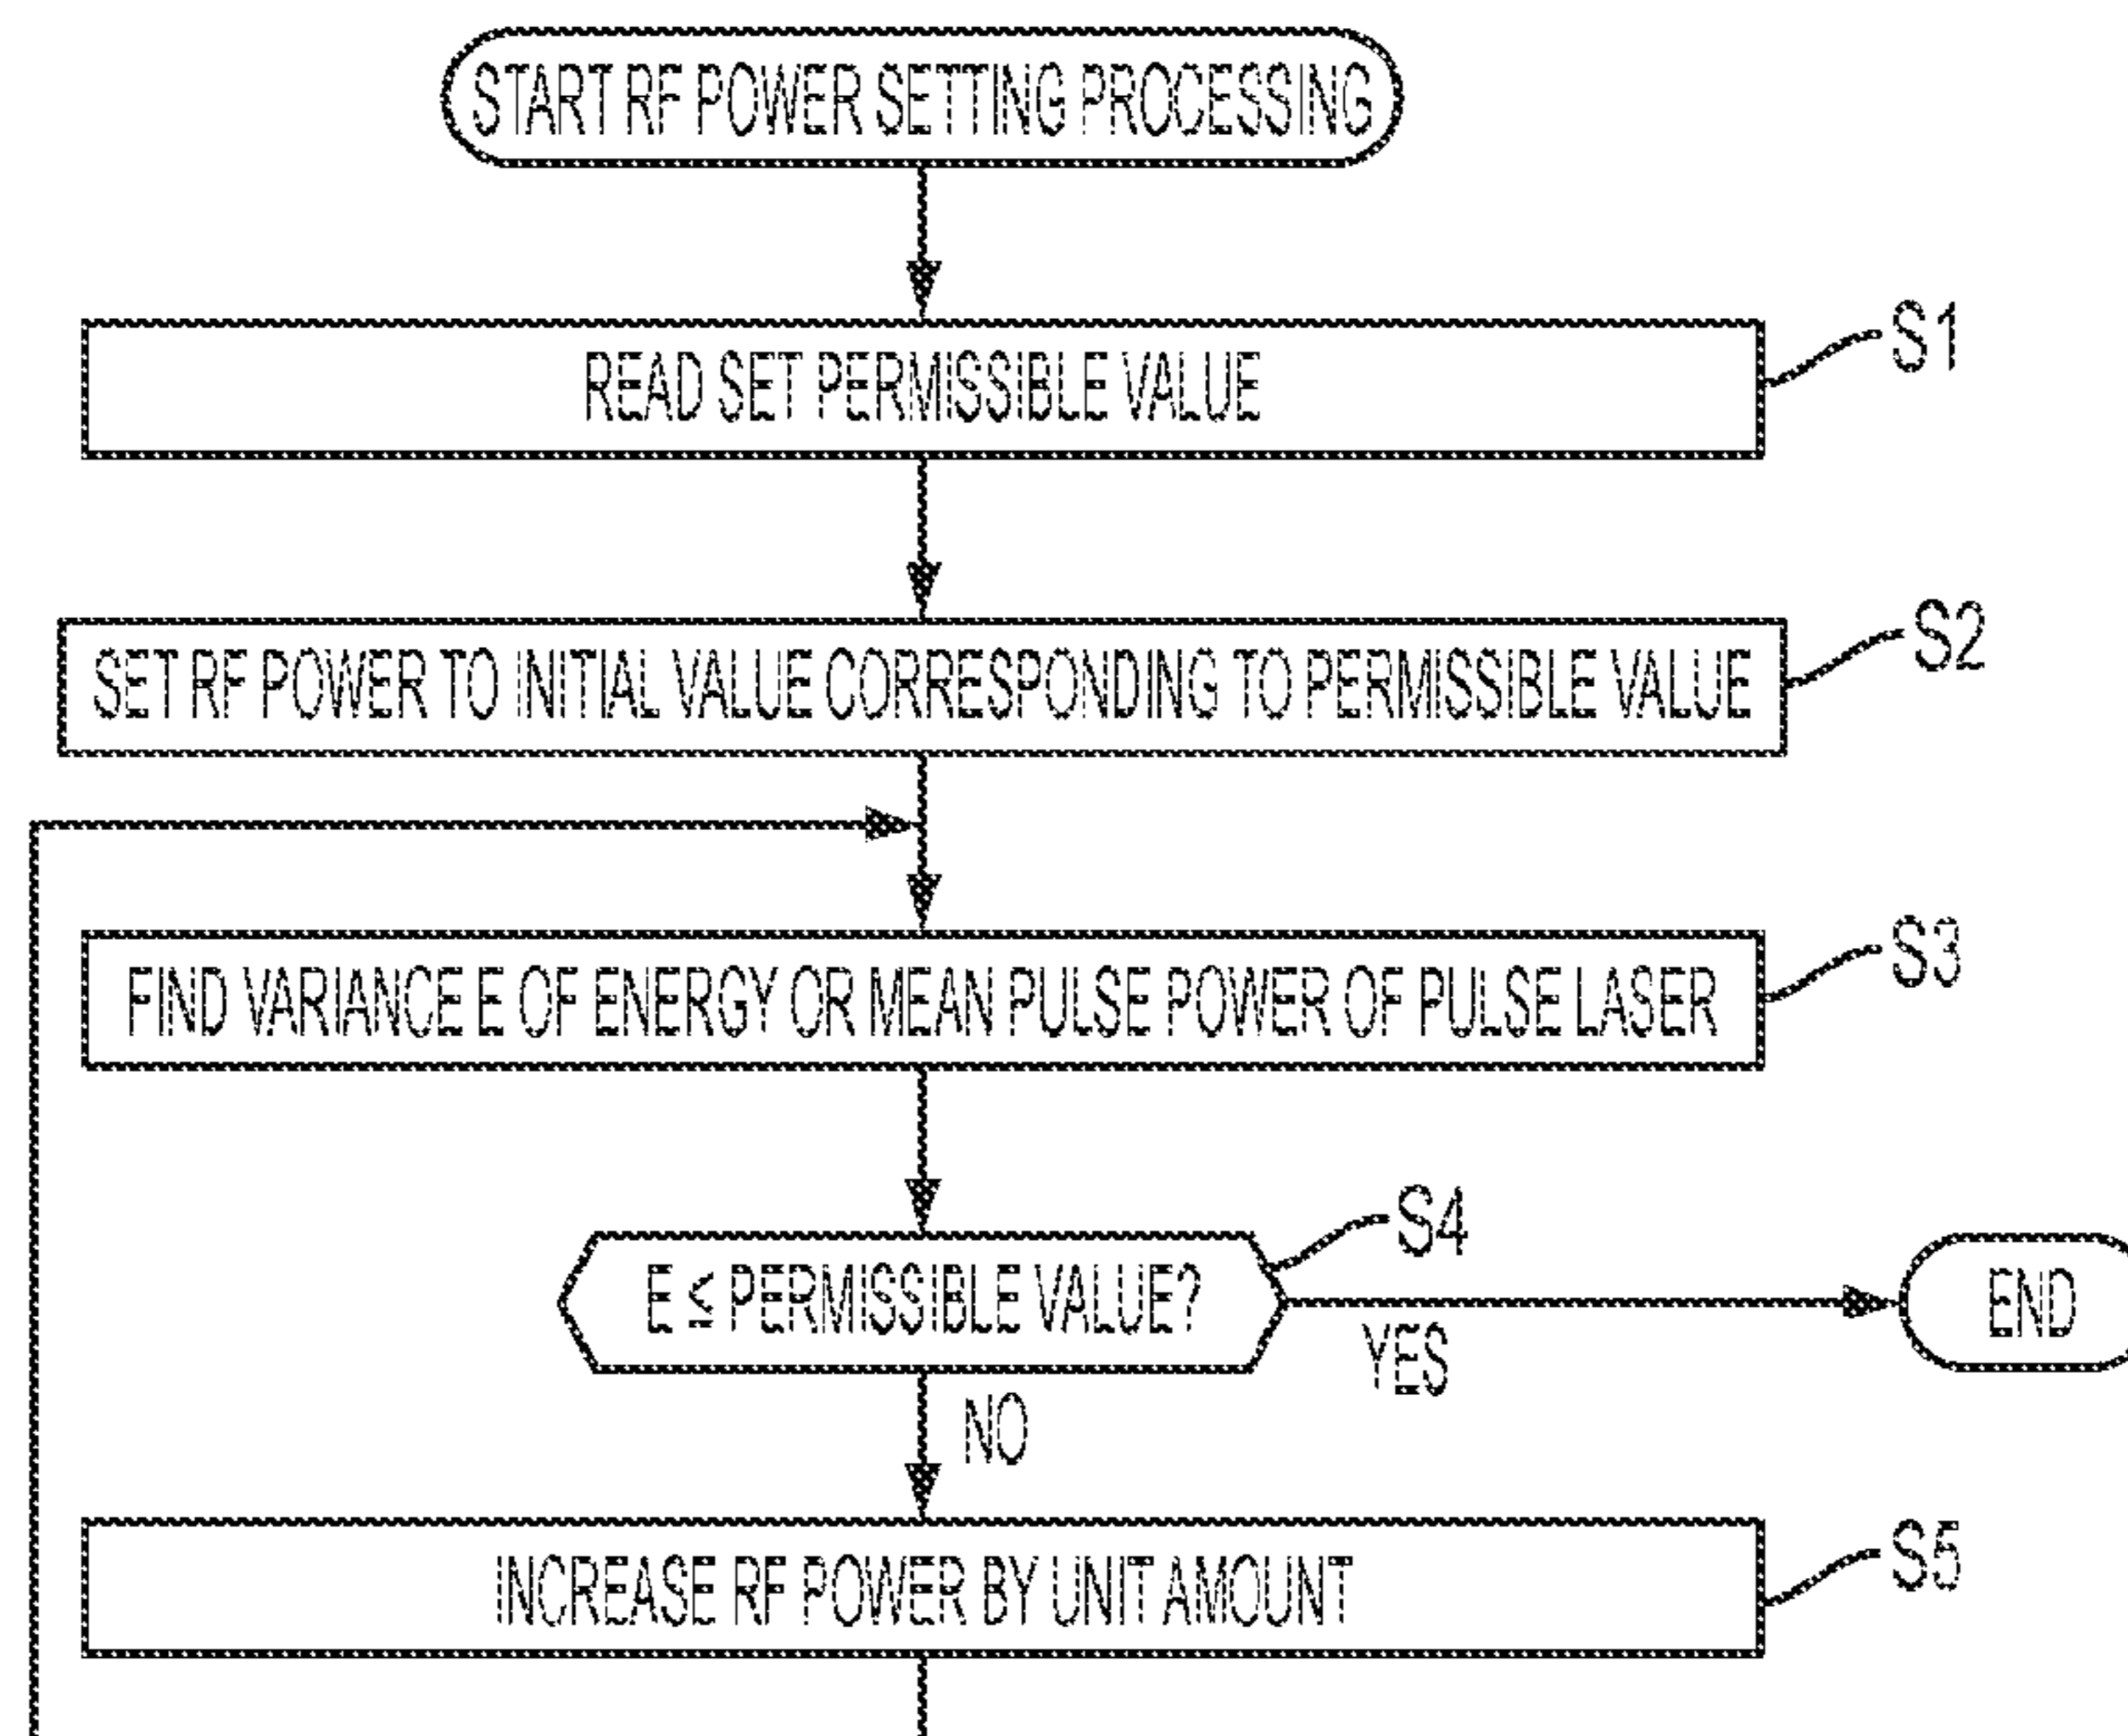 START RF POWER SETTING PROCESSING
S1
READ SET PERMISSIBLE VALUE
S2
SET RF POWER TO INITIAL VALUE CORRESPONDING TO PERMISSIBLE VALUE
S3
FIND VARIANCE E OF ENERGY OR MEAN PULSE POWER OF PULSE LASER
S4
E ≤ PERMISSIBLE VALUE?
END
YES
NO
S5
INCREASE RF POWER BY UNIT AMOUNT